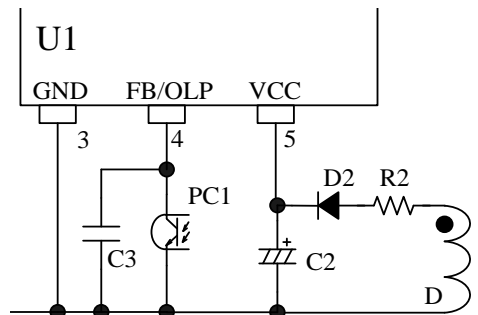 U1
GND FB/OLP VCC
3 4 5
D2 R2
PC1
+
C3 C2
D